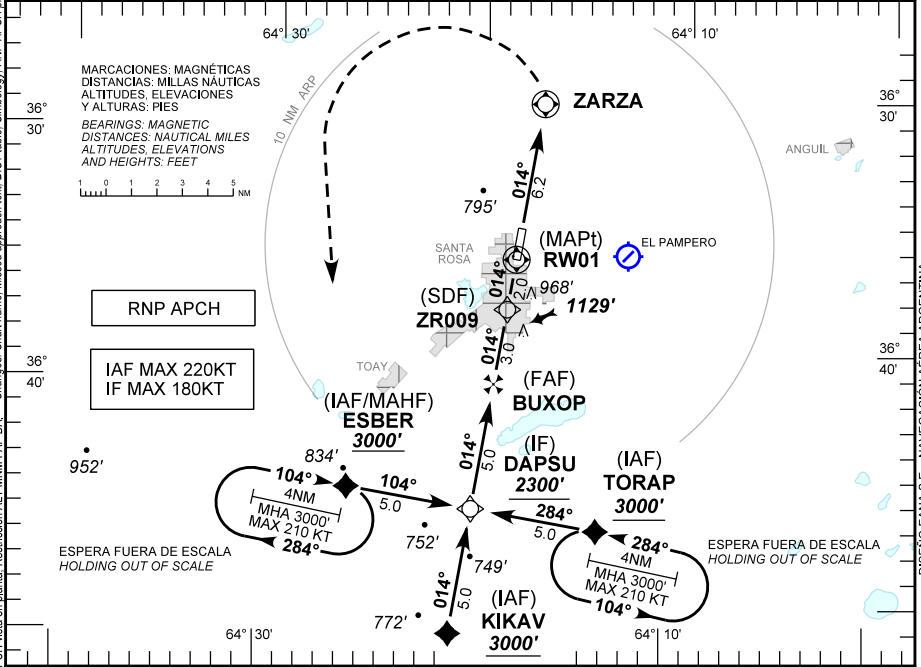 64° 30'
64° 10'
MARCACIONES: MAGNÉTICAS
DISTANCIAS: MILLAS NÁUTICAS
ALTITUDES, ELEVACIONES
Y ALTURAS: PIES
BEARINGS: MAGNETIC
DISTANCES: NAUTICAL MILES
ALTITUDES, ELEVATIONS
AND HEIGHTS: FEET
1 0 1 2 3 4 5 NM
36° 30'
36° 30'
10 NM ARP
ZARZA
ANGUIL
014°
6.2
795'
SANTA
ROSA
(MAPt)
RW01
EL PAMPERO
014°
2.0
968'
1129'
(SDF)
ZR009
RNP APCH
014°
3.0
IAF MAX 220KT
IF MAX 180KT
36° 40'
36° 40'
TOAY
(FAF)
BUXOP
(IAF/MAHF)
ESBER
3000'
014°
5.0
(IF)
DAPSU
2300'
(IAF)
TORAP
3000'
952'
834'
104°
4NM
MHA 3000'
MAX 210 KT
284°
104°
5.0
284°
5.0
752'
749'
284°
4NM
MHA 3000'
MAX 210 KT
104°
ESPERA FUERA DE ESCALA
HOLDING OUT OF SCALE
ESPERA FUERA DE ESCALA
HOLDING OUT OF SCALE
014°
5.0
772'
(IAF)
KIKAV
3000'
64° 30'
64° 10'